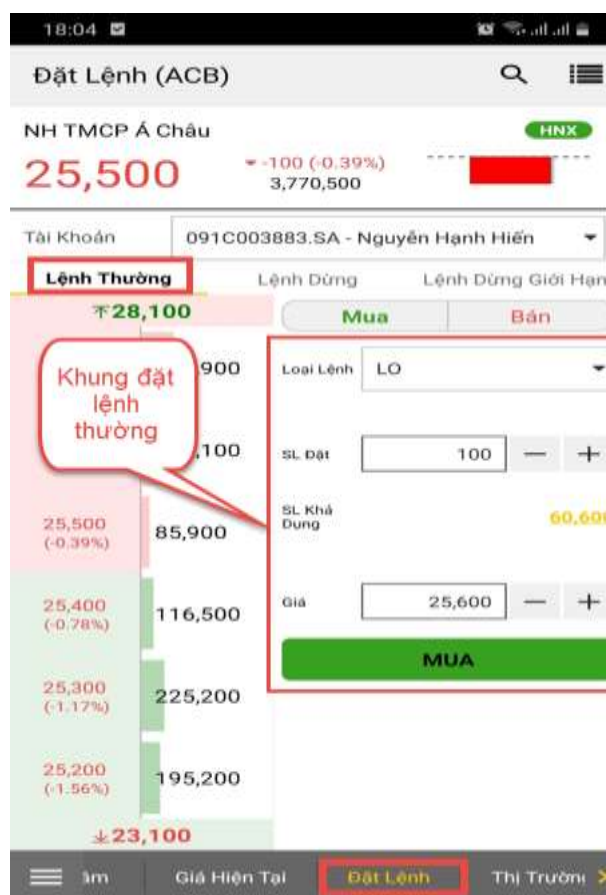 18:04
Đặt Lệnh (ACB)
NH TMCP Á Châu
HNX
25,500
-100 (-0.39%)
3,770,500
Tài Khoản
091C003883.SA - Nguyễn Hạnh Hiến
Lệnh Thường
Lệnh Dừng
Lệnh Dừng Giới Hạn
28,100
Mua
Bán
Khung đặt
lệnh
thường
,900
Loại Lệnh
LO
,100
SL Đặt
100
25,500
(-0.39%)
85,900
SL Khả
Dụng
60,600
25,400
(-0.78%)
116,500
Giá
25,600
MUA
25,300
(-1.17%)
225,200
25,200
(-1.56%)
195,200
23,100
âm
Giá Hiện Tại
Đặt Lệnh
Thị Trường